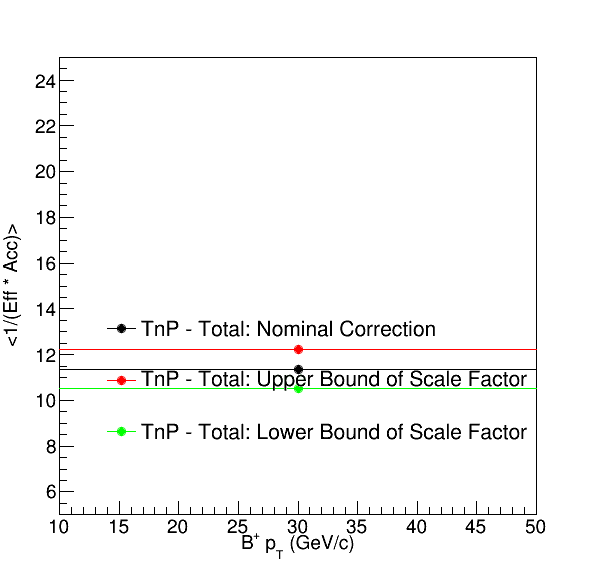 <1/(Eff * Acc)>
24
22
20
18
16
14
12
10
8
6
TnP - Total: Nominal Correction
TnP - Total: Upper Bound of Scale Factor
TnP - Total: Lower Bound of Scale Factor
10 15 20 25 30 35 40 45 50
B+ pT (GeV/c)